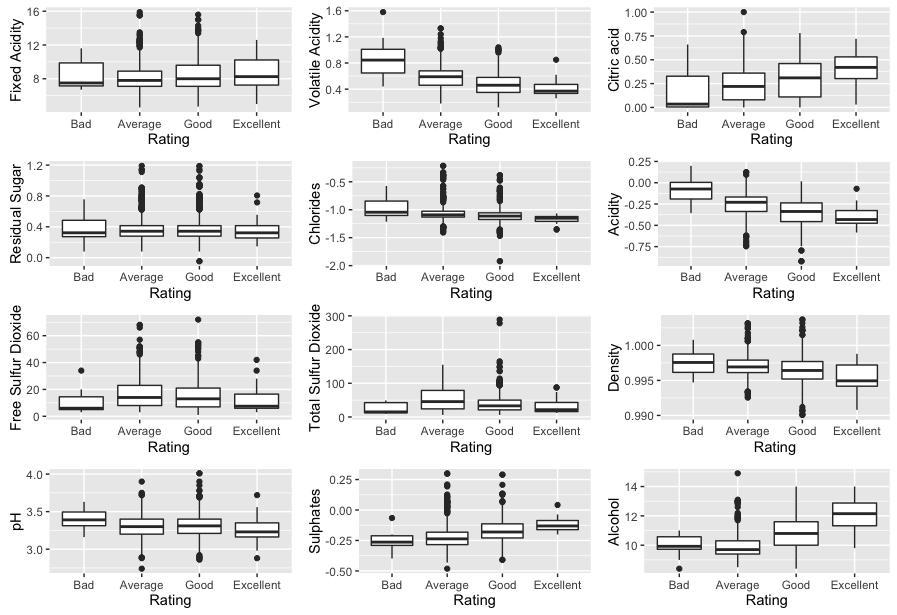 Fixed Acidity
16
12
8
Bad Average Good Excellent
Rating
Volatile Acidity
1.6
1.2
0.8
0.4
Bad Average Good Excellent
Rating
Citric acid
1.00
0.75
0.50
0.25
0.00
Bad Average Good Excellent
Rating
Residual Sugar
1.2
0.8
0.4
0.0
Bad Average Good Excellent
Rating
Chlorides
-0.5
-1.0
-1.5
-2.0
Bad Average Good Excellent
Rating
Acidity
0.25
0.00
-0.25
-0.50
-0.75
Bad Average Good Excellent
Rating
Free Sulfur Dioxide
60
40
20
0
Bad Average Good Excellent
Rating
Total Sulfur Dioxide
300
200
100
0
Bad Average Good Excellent
Rating
Density
1.000
0.995
0.990
Bad Average Good Excellent
Rating
pH
4.0
3.5
3.0
Bad Average Good Excellent
Rating
Sulphates
0.25
0.00
-0.25
-0.50
Bad Average Good Excellent
Rating
Alcohol
14
12
10
Bad Average Good Excellent
Rating